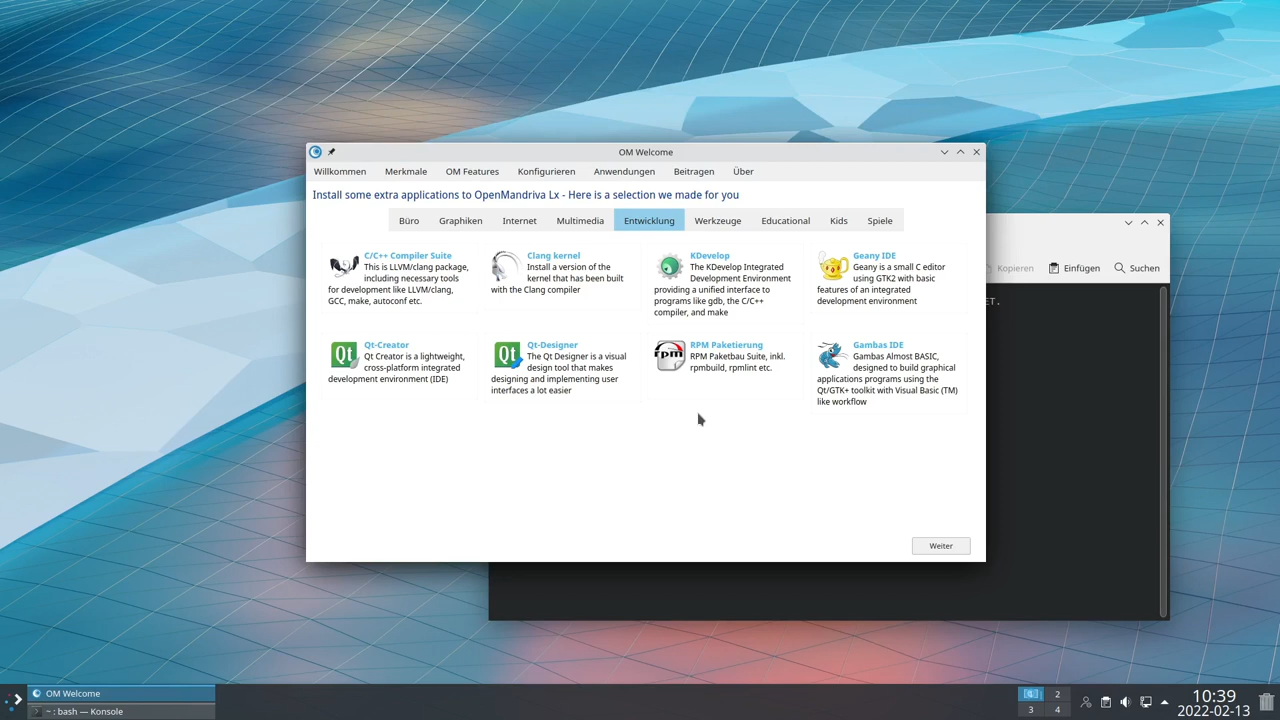 OM Welcome
Willkommen Merkmale OM Features Konfigurieren Anwendungen Beitragen Über
Install some extra applications to OpenMandriva Lx - Here is a selection we made for you
Büro Graphiken Internet Multimedia Entwicklung Werkzeuge Educational Kids Spiele
C/C++ Compiler Suite
This is LLVM/clang package,
including necessary tools
for development like LLVM/clang,
GCC, make, autoconf etc.
Clang kernel
Install a version of the
kernel that has been built
with the Clang compiler
KDevelop
The KDevelop Integrated
Development Environment
providing a unified interface to
programs like gdb, the C/C++
compiler, and make
Geany IDE
Geany is a small C editor
using GTK2 with basic
features of an integrated
development environment
Qt-Creator
Qt Creator is a lightweight,
cross-platform integrated
development environment (IDE)
Qt-Designer
The Qt Designer is a visual
design tool that makes
designing and implementing user
interfaces a lot easier
RPM Paketierung
RPM Paketbau Suite, inkl.
rpmbuild, rpmlint etc.
Gambas IDE
Gambas Almost BASIC,
designed to build graphical
applications programs using the
Qt/GTK+ toolkit with Visual Basic (TM)
like workflow
Qt
Qt
rpm
Weiter
Kopieren Einfügen Suchen
ET.
OM Welcome
~ : bash — Konsole
1 2
3 4
10:39
2022-02-13